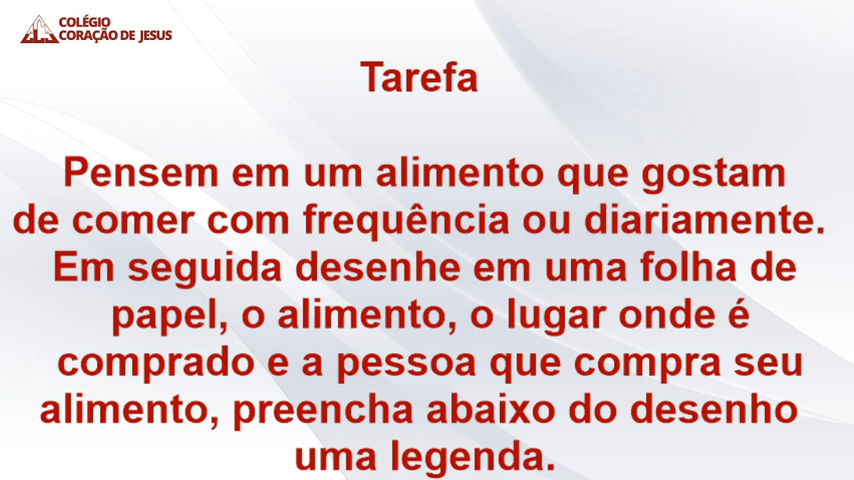 COLÉGIO
CORAÇÃO DE JESUS
Tarefa
Pensem em um alimento que gostam
de comer com frequência ou diariamente.
Em seguida desenhe em uma folha de
papel, o alimento, o lugar onde é
comprado e a pessoa que compra seu
alimento, preencha abaixo do desenho
uma legenda.